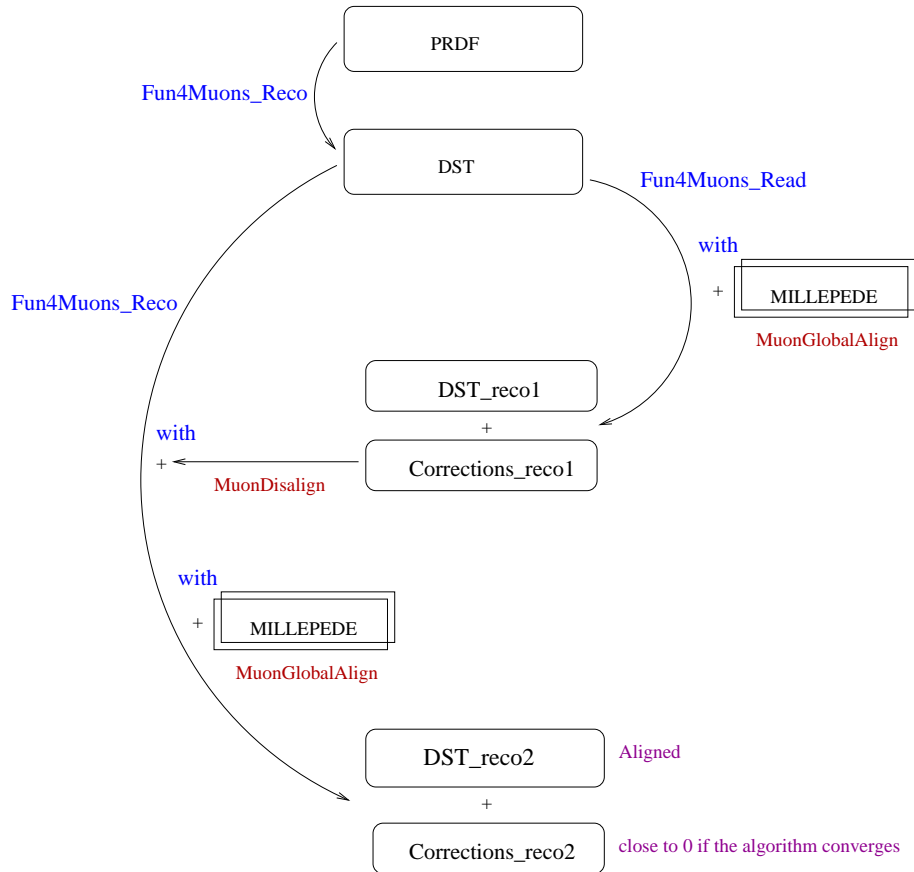 PRDF
Fun4Muons_Reco
DST
Fun4Muons_Read
with
Fun4Muons_Reco
+
MILLEPEDE
MuonGlobalAlign
DST_reco1
+
with
+
Corrections_reco1
MuonDisalign
with
+
MILLEPEDE
MuonGlobalAlign
DST_reco2
Aligned
+
Corrections_reco2
close to 0 if the algorithm converges